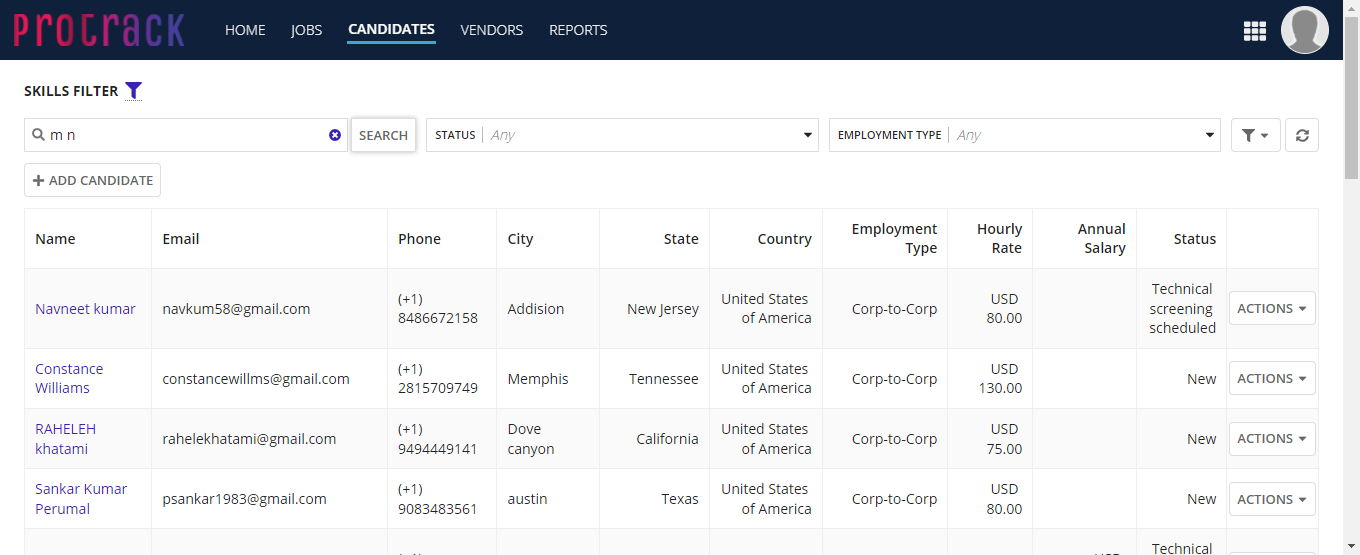 protrack HOME JOBS CANDIDATES VENDORS REPORTS
SKILLS FILTER
m n SEARCH STATUS Any EMPLOYMENT TYPE Any
+ ADD CANDIDATE
Name Email Phone City State Country Employment Type Hourly Rate Annual Salary Status
Navneet kumar navkum58@gmail.com (+1) 8486672158 Addision New Jersey United States of America Corp-to-Corp USD 80.00 Technical screening scheduled ACTIONS
Constance Williams constancewillms@gmail.com (+1) 2815709749 Memphis Tennessee United States of America Corp-to-Corp USD 130.00 New ACTIONS
RAHELEH khatami rahelekhatami@gmail.com (+1) 9494449141 Dove canyon California United States of America Corp-to-Corp USD 75.00 New ACTIONS
Sankar Kumar Perumal psankar1983@gmail.com (+1) 9083483561 austin Texas United States of America Corp-to-Corp USD 80.00 New ACTIONS
Technical